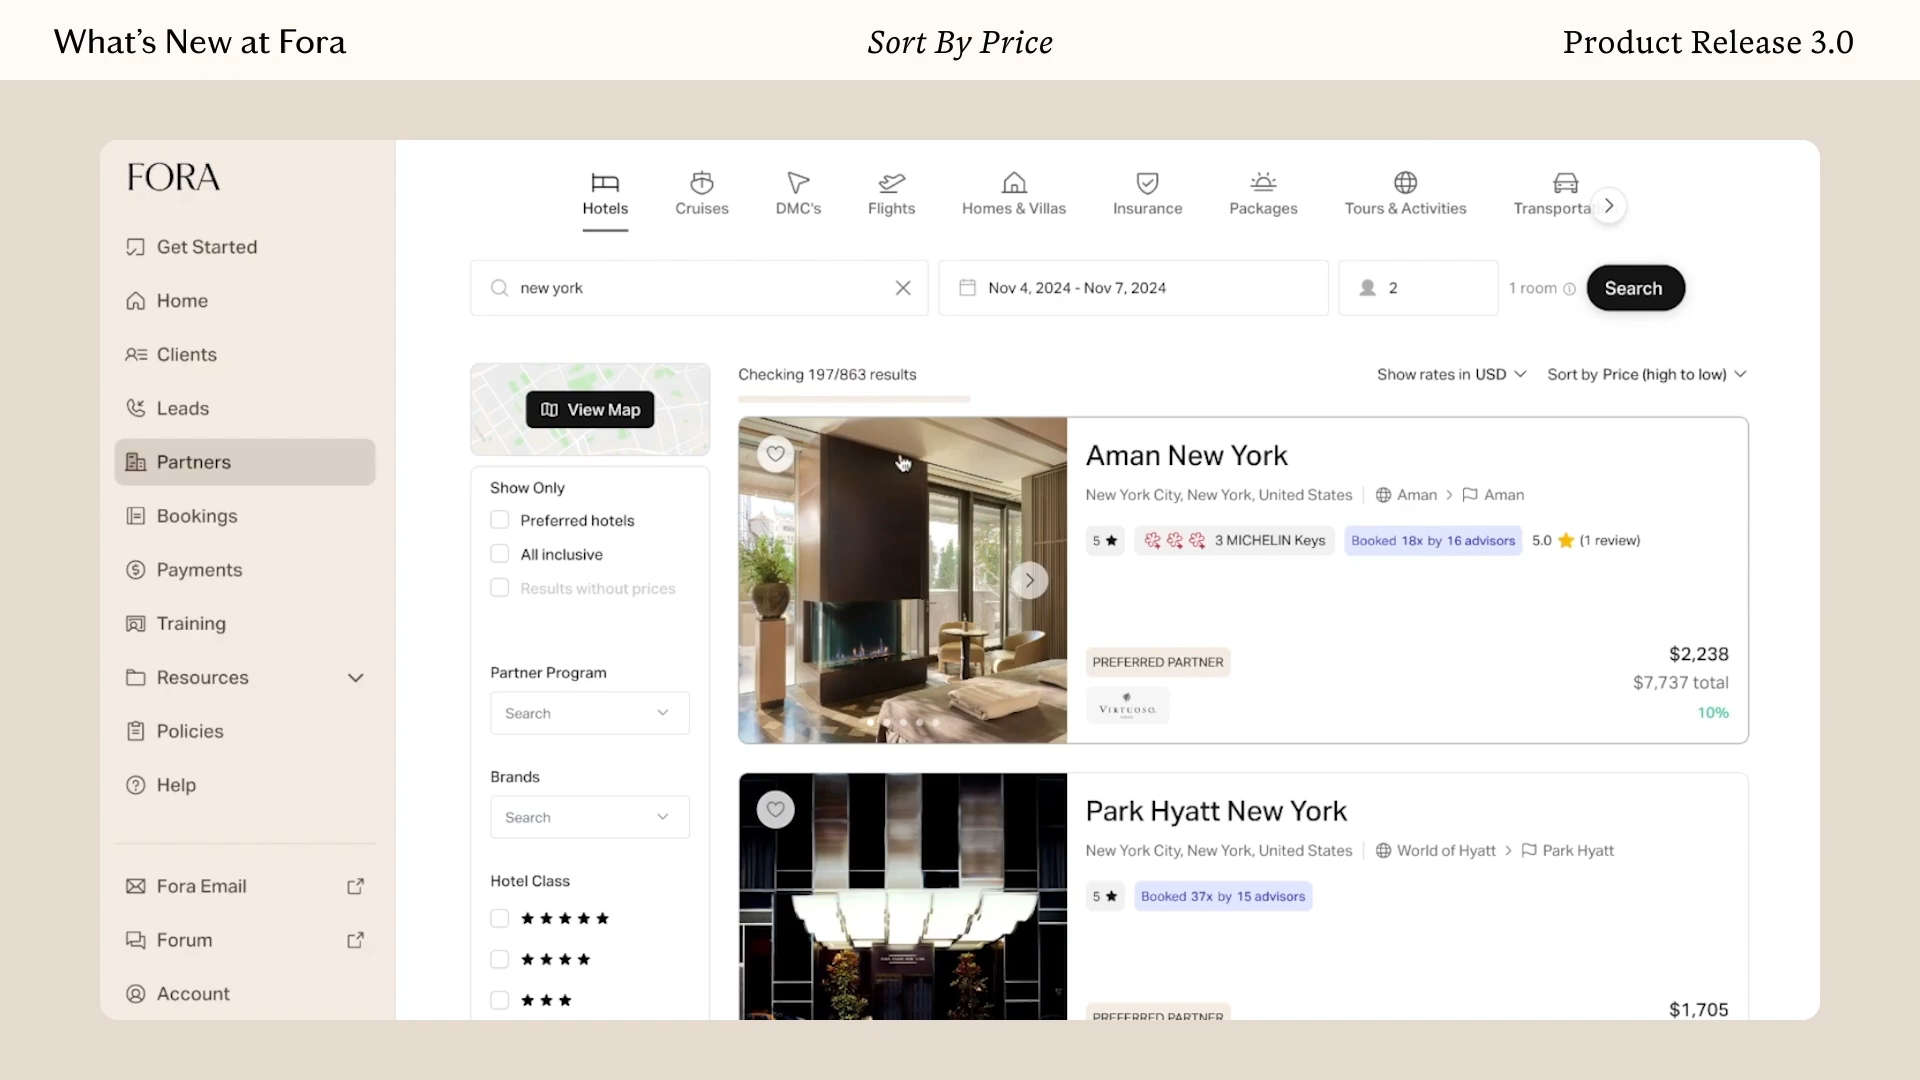 What's New at Fora
Sort By Price
Product Release 3.0
FORA
Get Started
Home
Clients
Leads
Partners
Bookings
Payments
Training
Resources
Policies
Help
Fora Email
Forum
Account
Hotels
Cruises
DMC's
Flights
Homes & Villas
Insurance
Packages
Tours & Activities
Transporta
new york
Nov 4, 2024 - Nov 7, 2024
2
1 room
Search
View Map
Show Only
Preferred hotels
All inclusive
Results without prices
Partner Program
Search
Brands
Search
Hotel Class
Checking 197/863 results
Show rates in USD
Sort by Price (high to low)
Aman New York
New York City, New York, United States
Aman
Aman
5
3 MICHELIN Keys
Booked 18x by 16 advisors
5.0
(1 review)
PREFERRED PARTNER
VIRTUOSO.
$2,238
$7,737 total
10%
Park Hyatt New York
New York City, New York, United States
World of Hyatt
Park Hyatt
5
Booked 37x by 15 advisors
PREFERRED PARTNER
$1,705